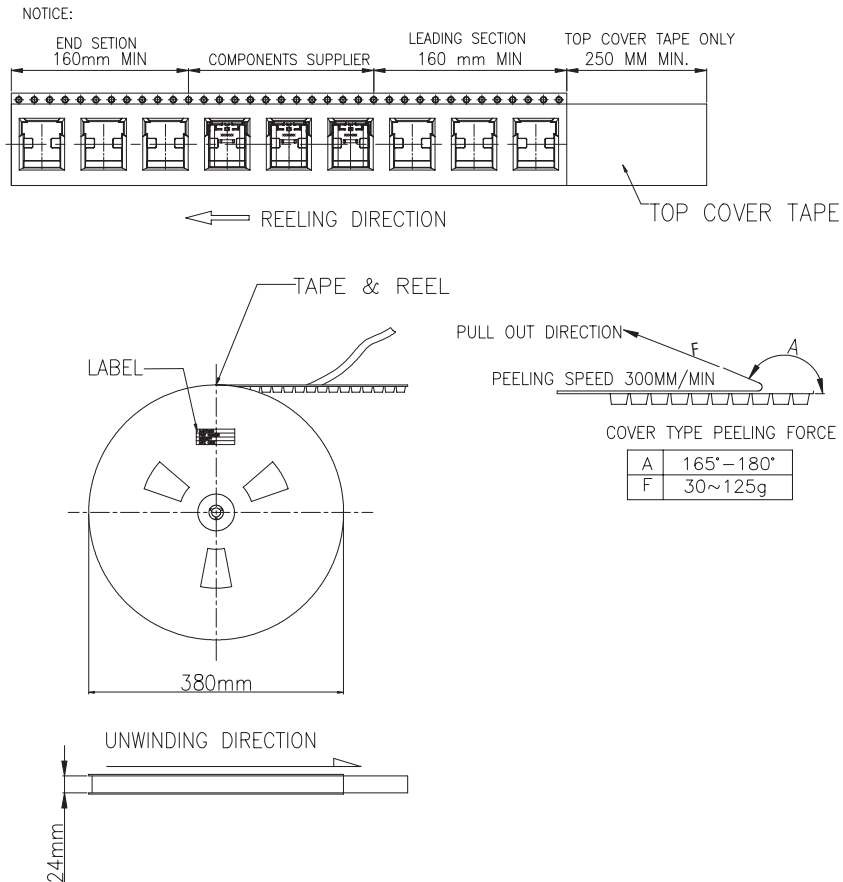 NOTICE:
END SETION
160mm MIN
COMPONENTS SUPPLIER
LEADING SECTION
160 mm MIN
TOP COVER TAPE ONLY
250 MM MIN.
REELING DIRECTION
TOP COVER TAPE
TAPE & REEL
LABEL
PULL OUT DIRECTION
F
A
PEELING SPEED 300MM/MIN
COVER TYPE PEELING FORCE
A 165°-180°
F 30~125g
380mm
UNWINDING DIRECTION
24mm